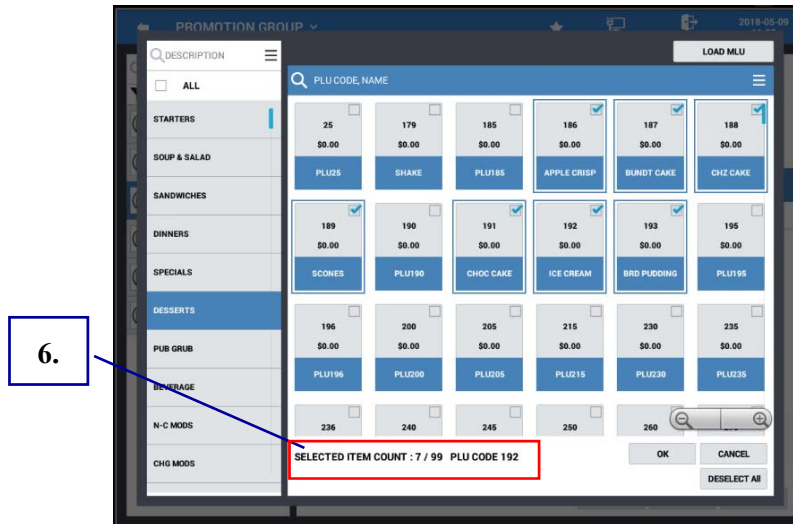 PROMOTION GROUP
2018-05-09
DESCRIPTION
LOAD MLU
ALL
PLU CODE, NAME
STARTERS
SOUP & SALAD
SANDWICHES
DINNERS
SPECIALS
DESSERTS
PUB GRUB
BEVERAGE
N-C MODS
CHG MODS
25 179 185 186 187 188
$0.00 $0.00 $0.00 $0.00 $0.00 $0.00
PLU25 SHAKE PLU185 APPLE CRISP BUNDT CAKE CHZ CAKE
189 190 191 192 193 195
$0.00 $0.00 $0.00 $0.00 $0.00 $0.00
SCONES PLU190 CHOC CAKE ICE CREAM BRD PUDDING PLU195
196 200 205 215 230 235
$0.00 $0.00 $0.00 $0.00 $0.00 $0.00
PLU196 PLU200 PLU205 PLU215 PLU230 PLU235
236 240 245 250 260
6.
SELECTED ITEM COUNT : 7 / 99 PLU CODE 192
OK
CANCEL
DESELECT All